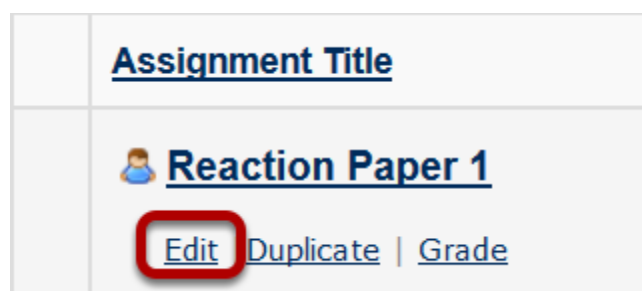 Assignment Title
Reaction Paper 1
Edit Duplicate | Grade